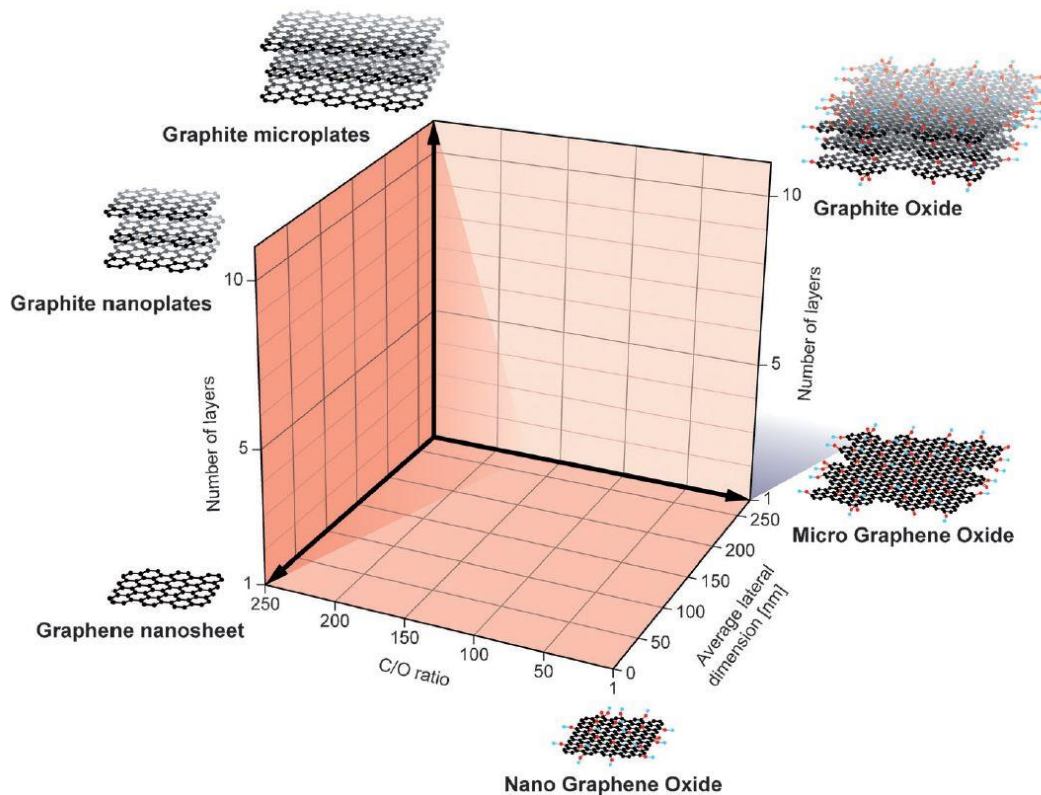 Graphite microplates
Graphite Oxide
Graphite nanoplates
10
5
1
Number of layers
10
5
1
Number of layers
Micro Graphene Oxide
Graphene nanosheet
250
200
150
100
50
1
C/O ratio
250
200
150
100
50
0
Average lateral
dimension [nm]
Nano Graphene Oxide